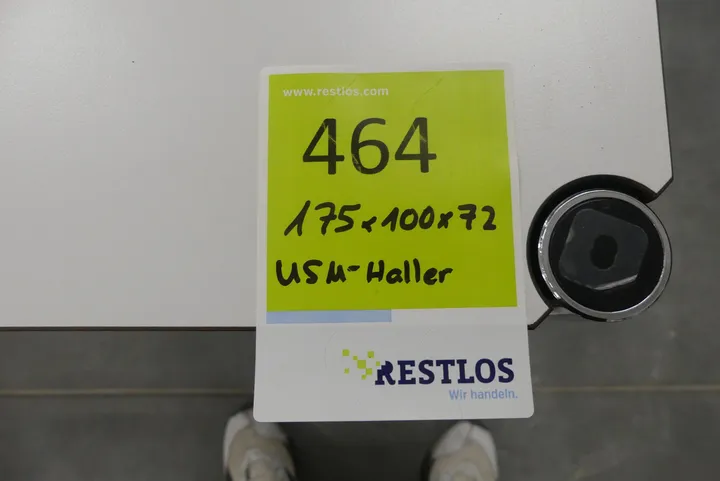 www.restlos.com
464
175x100x72
USM-Haller
RESTLOS
Wir handeln.